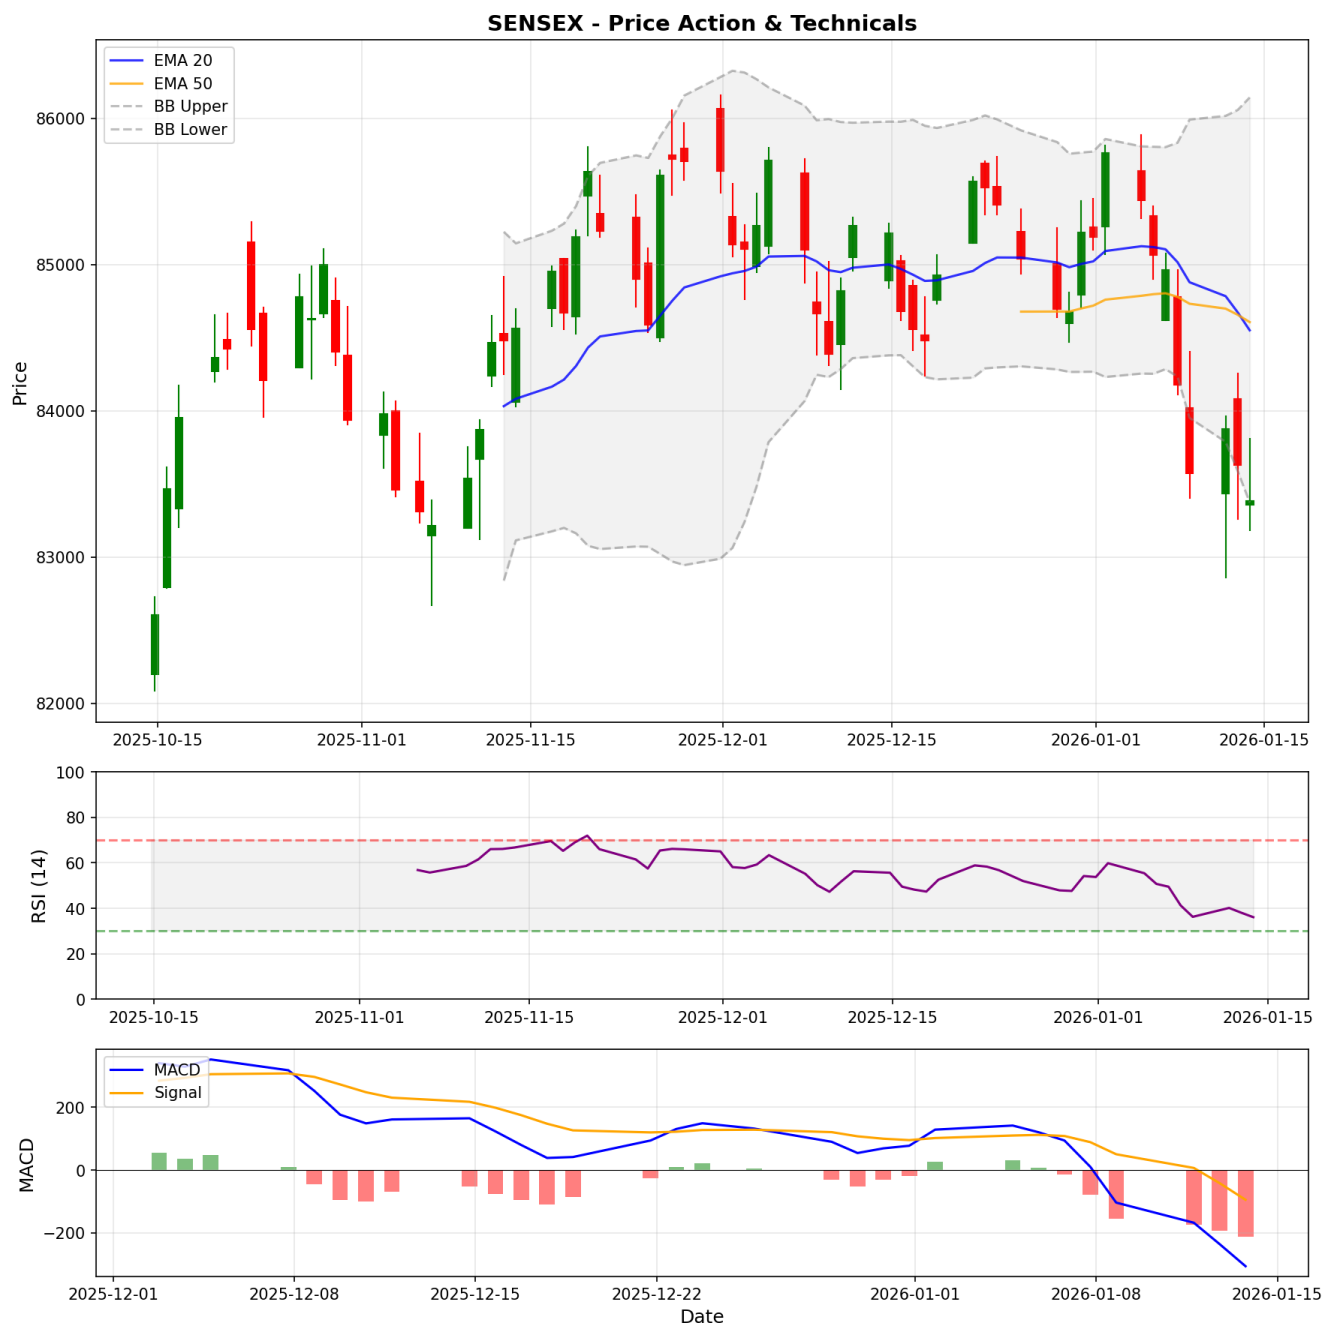 SENSEX - Price Action & Technicals
EMA 20
EMA 50
BB Upper
BB Lower
86000
85000
84000
83000
82000
Price
2025-10-15 2025-11-01 2025-11-15 2025-12-01 2025-12-15 2026-01-01 2026-01-15
100
80
60
40
20
0
RSI (14)
2025-10-15 2025-11-01 2025-11-15 2025-12-01 2025-12-15 2026-01-01 2026-01-15
MACD
Signal
200
0
−200
MACD
2025-12-01 2025-12-08 2025-12-15 2025-12-22 2026-01-01 2026-01-08 2026-01-15
Date